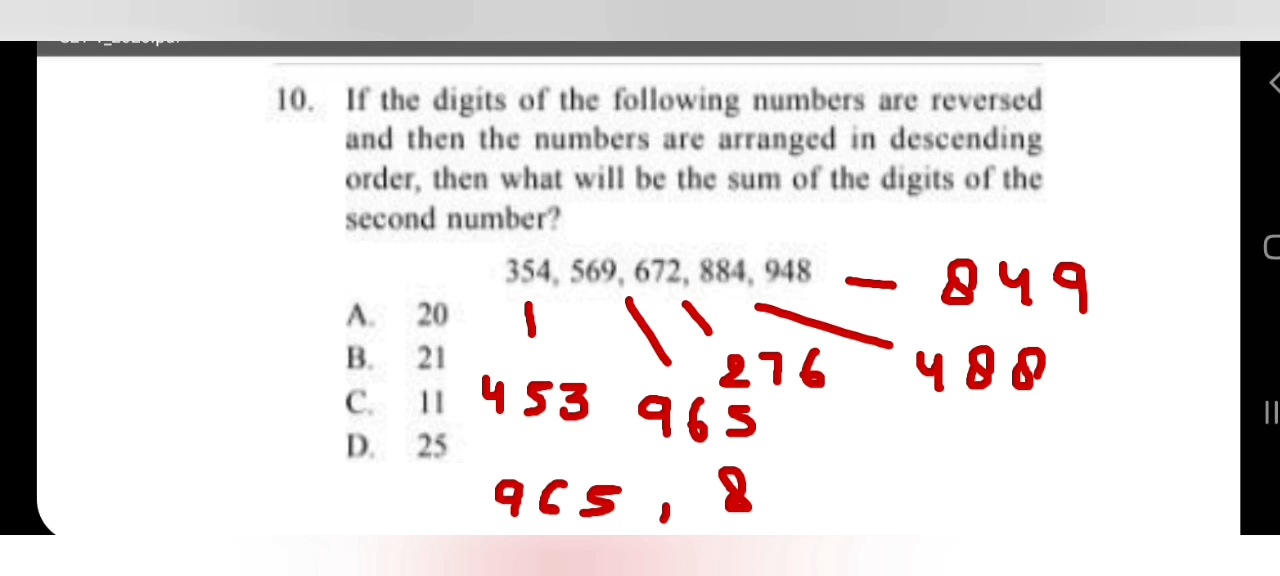 10. If the digits of the following numbers are reversed
and then the numbers are arranged in descending
order, then what will be the sum of the digits of the
second number?
354, 569, 672, 884, 948 — 849
A. 20
B. 21 276 488
C. 11 453 965
D. 25
965, 8